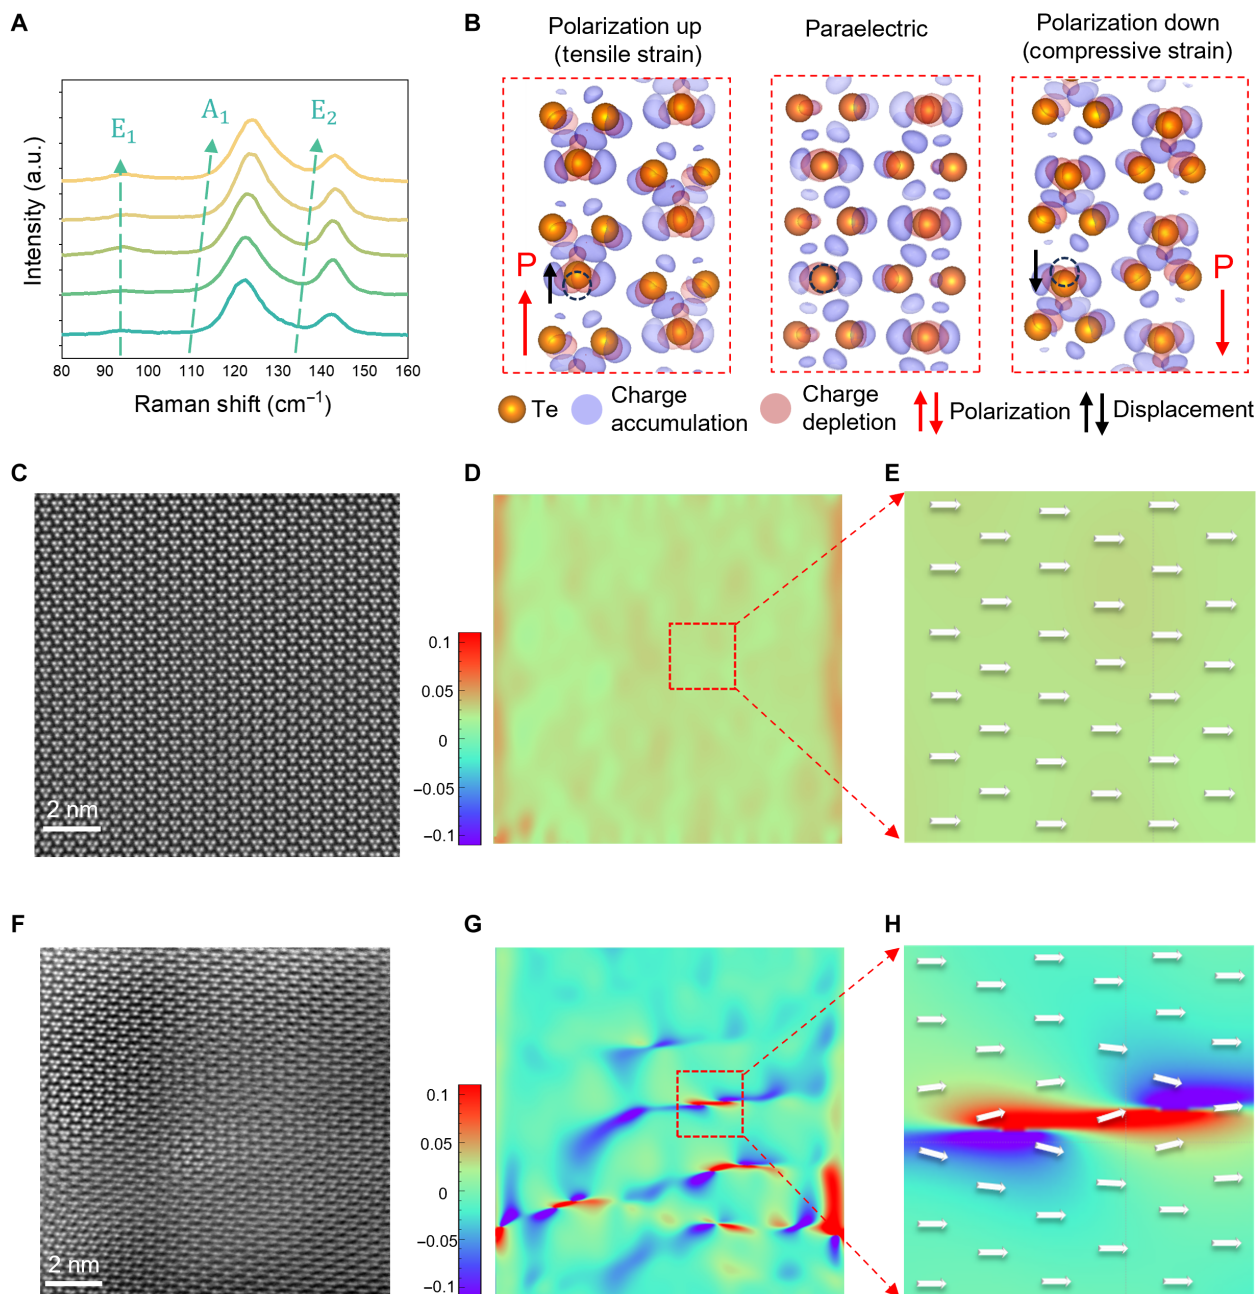 A
Intensity (a.u.)
E₁
A₁
E₂
80 90 100 110 120 130 140 150 160
Raman shift (cm⁻¹)
B
Polarization up
(tensile strain)
Paraelectric
Polarization down
(compressive strain)
P
P
Te
Charge
accumulation
Charge
depletion
Polarization
Displacement
C
2 nm
D
0.1
0.05
0
−0.05
−0.1
E
F
2 nm
G
0.1
0.05
0
−0.05
−0.1
H